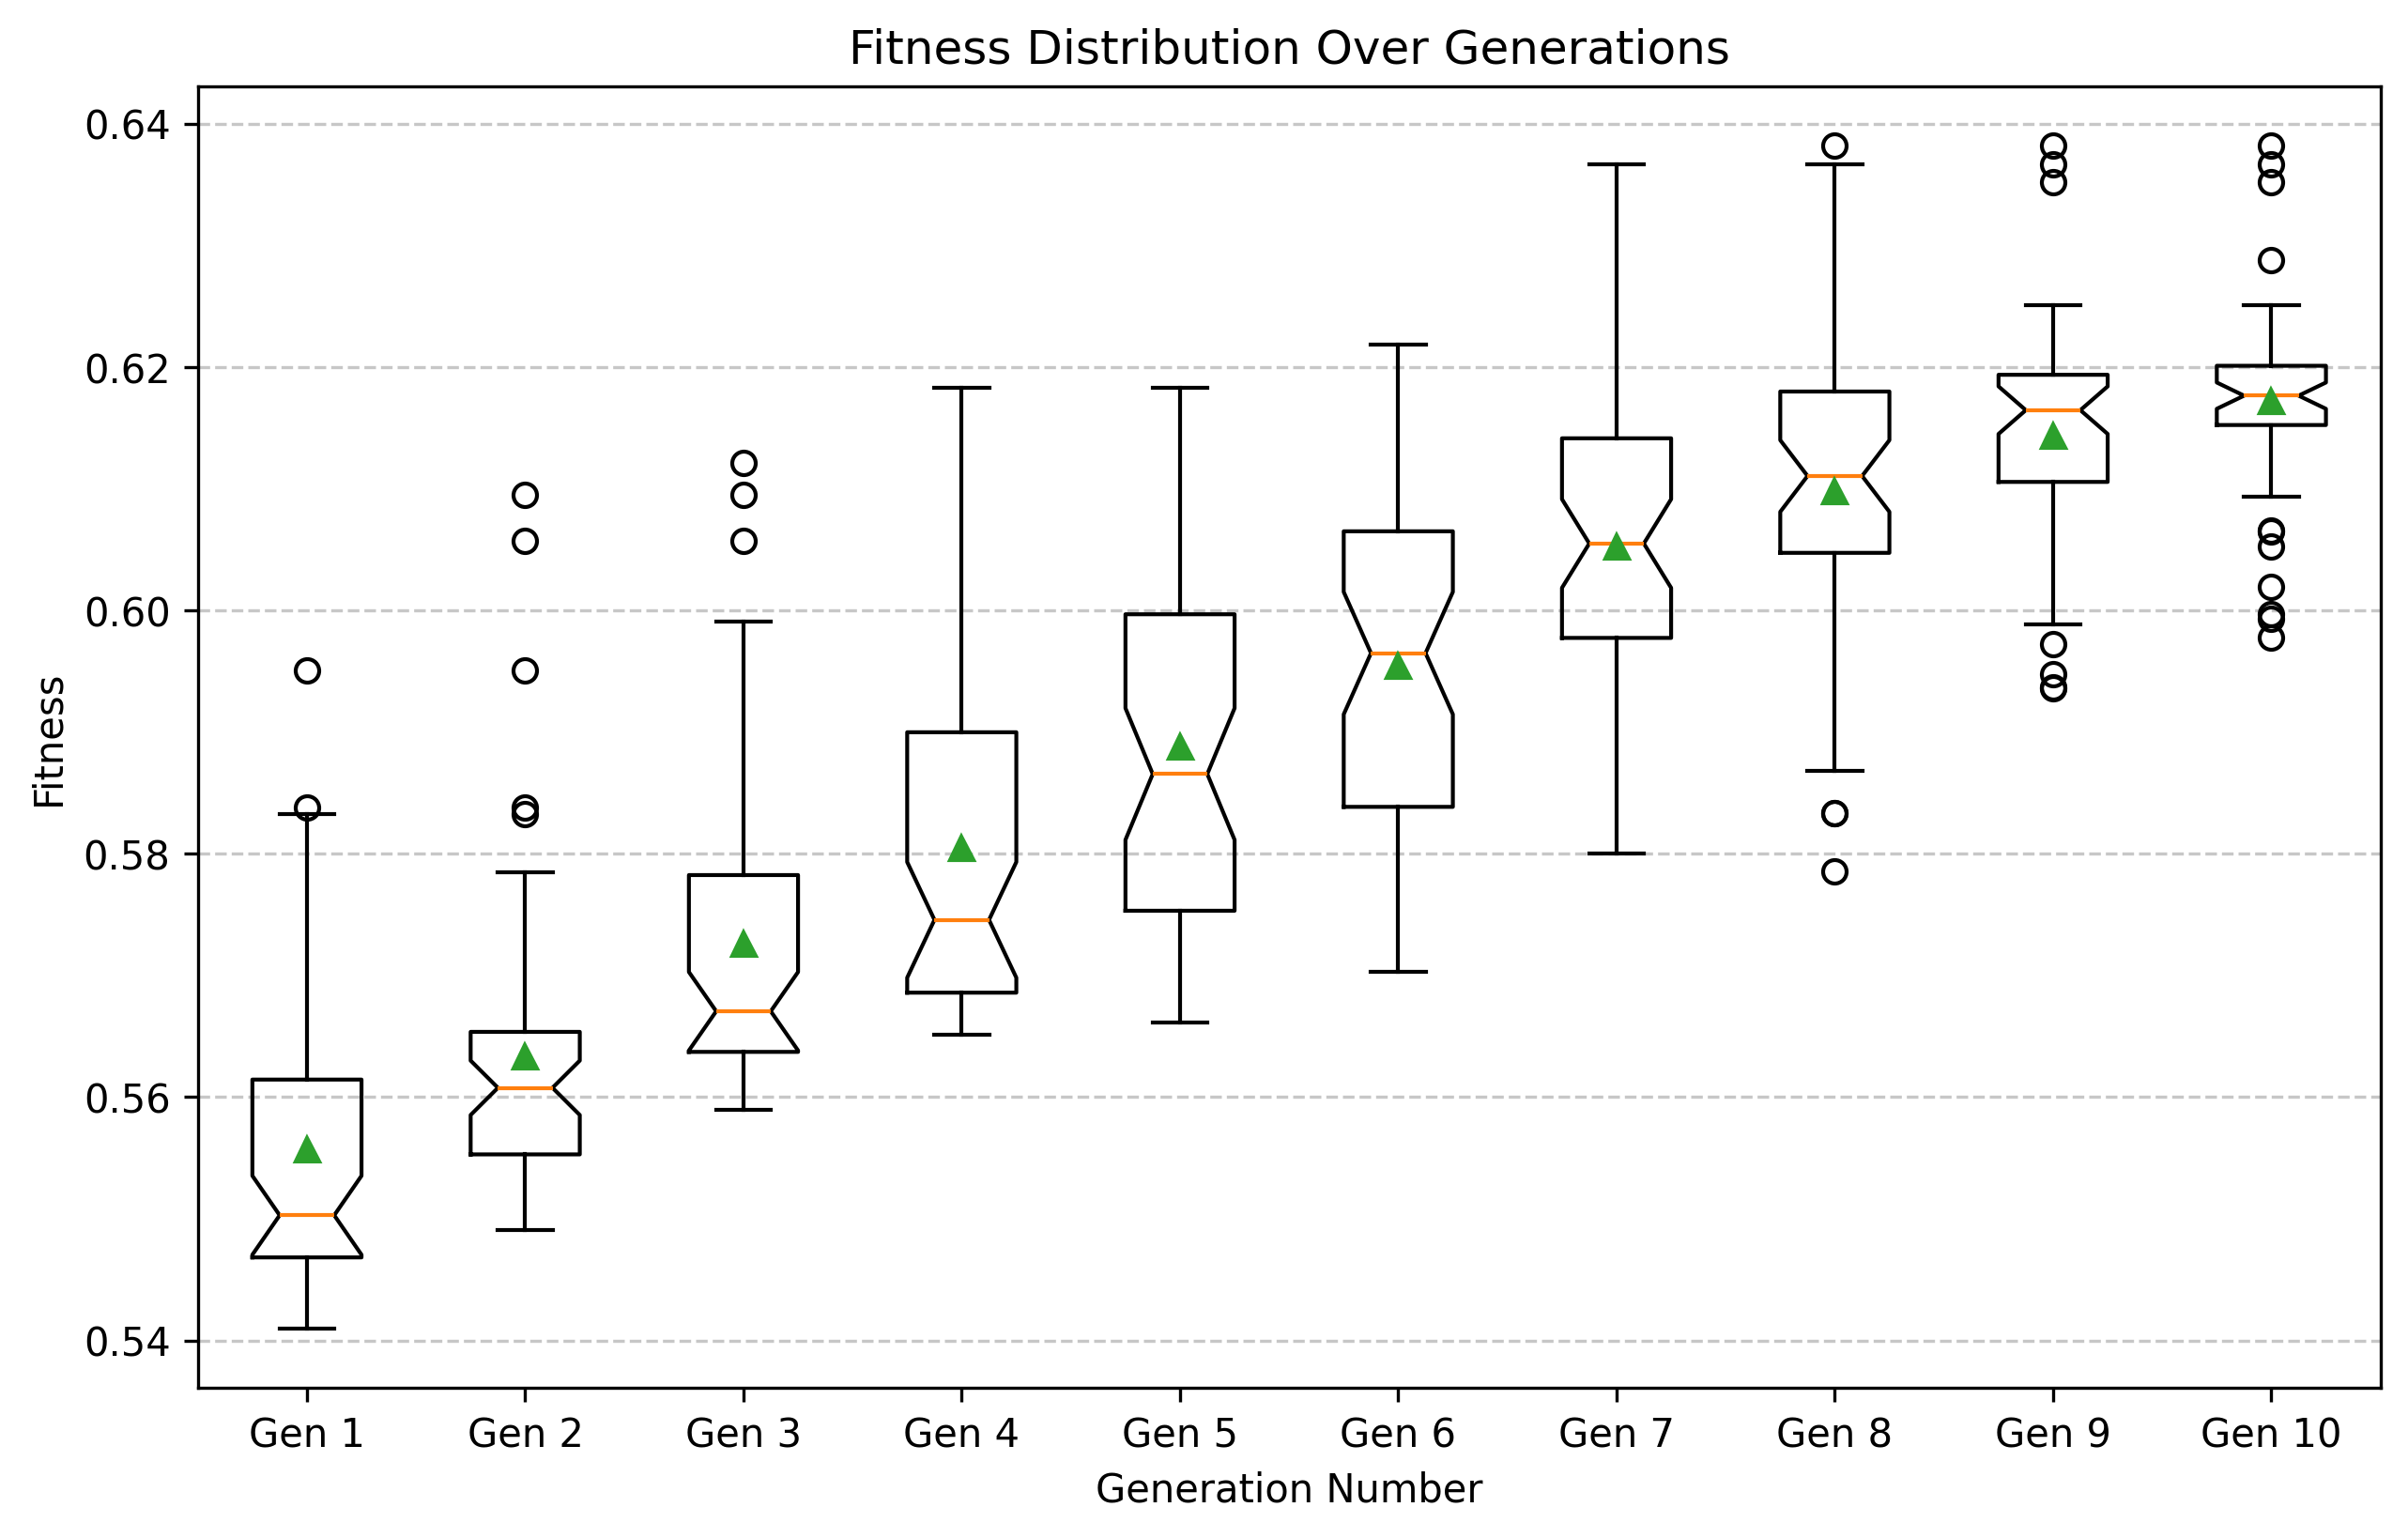 Fitness Distribution Over Generations
0.64
0.62
0.60
0.58
0.56
0.54
Fitness
Gen 1 Gen 2 Gen 3 Gen 4 Gen 5 Gen 6 Gen 7 Gen 8 Gen 9 Gen 10
Generation Number